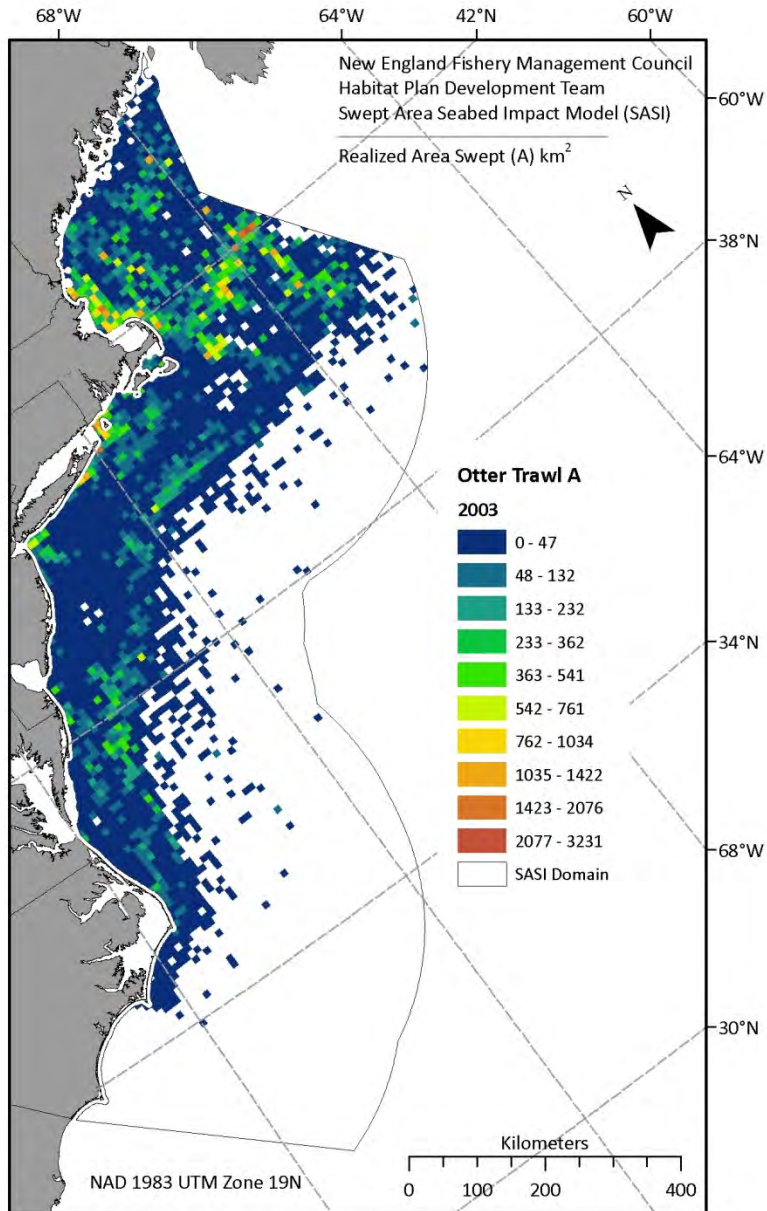 68°W 64°W 42°N 60°W
New England Fishery Management Council
Habitat Plan Development Team
Swept Area Seabed Impact Model (SASI)
Realized Area Swept (A) km²
60°W
N
38°N
64°W
Otter Trawl A
2003
0 - 47
48 - 132
133 - 232
233 - 362
363 - 541
542 - 761
762 - 1034
1035 - 1422
1423 - 2076
2077 - 3231
SASI Domain
34°N
68°W
30°N
Kilometers
0 100 200 400
NAD 1983 UTM Zone 19N